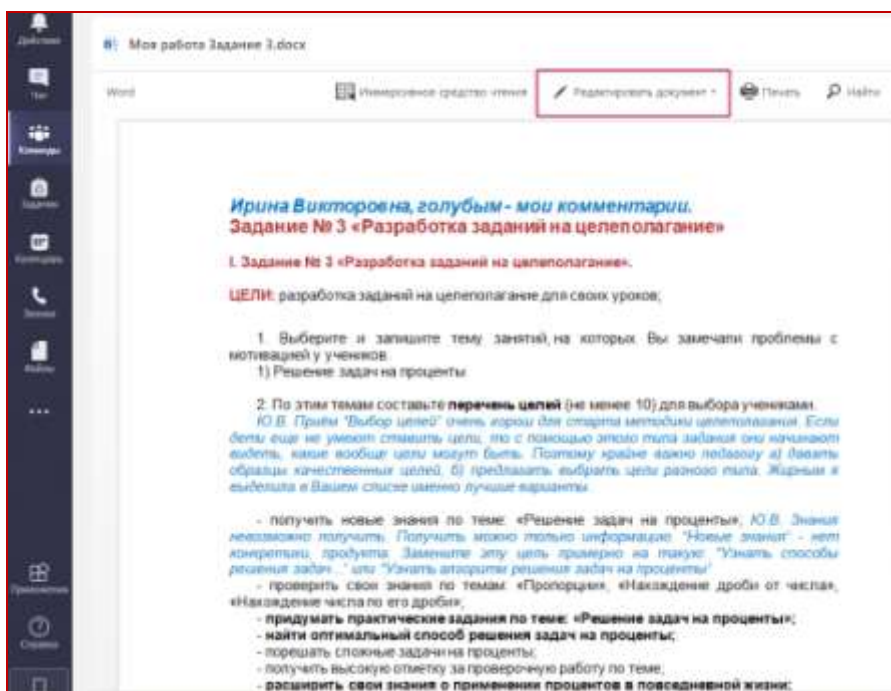 Действия
Моя работа Задание 3.docx
Чат
Word
Иммерсивное средство чтения
Редактировать документ
Печать
Найти
Команды
Задания
Календарь
Звонки
Файлы
Ирина Викторовна, голубым - мои комментарии.
Задание № 3 «Разработка заданий на целеполагание»
I. Задание № 3 «Разработка заданий на целеполагание».
ЦЕЛИ: разработка заданий на целеполагание для своих уроков;
1. Выберите и запишите тему занятий, на которых Вы замечали проблемы с
мотивацией у учеников.
1) Решение задач на проценты
2. По этим темам составьте перечень целей (не менее 10) для выбора учениками.
Ю.В. Приём "Выбор целей" очень хорош для старта методики целеполагания. Если
дети еще не умеют ставить цели, то с помощью этого типа задания они начинают
видеть, какие вообще цели могут быть. Поэтому крайне важно педагогу а) давать
образцы качественных целей, б) предлагать выбрать цели разного типа. Жирным я
выделила в Вашем списке именно лучшие варианты.
- получить новые знания по теме: «Решение задач на проценты»; Ю.В. Знания
невозможно получить. Получить можно только информацию. "Новые знания" - нет
конкретики, продукта. Замените эту цель примерно на такую: "Узнать способы
решения задач..." или "Узнать алгоритм решения задач на проценты"
- проверить свои знания по темам: «Пропорции», «Нахождение дроби от числа»,
«Нахождение числа по его дроби»;
- придумать практические задания по теме: «Решение задач на проценты»;
- найти оптимальный способ решения задач на проценты;
- порешать сложные задачи на проценты;
- получить высокую отметку за проверочную работу по теме;
- расширить свои знания о применении процентов в повседневной жизни;
Приложения
Справка